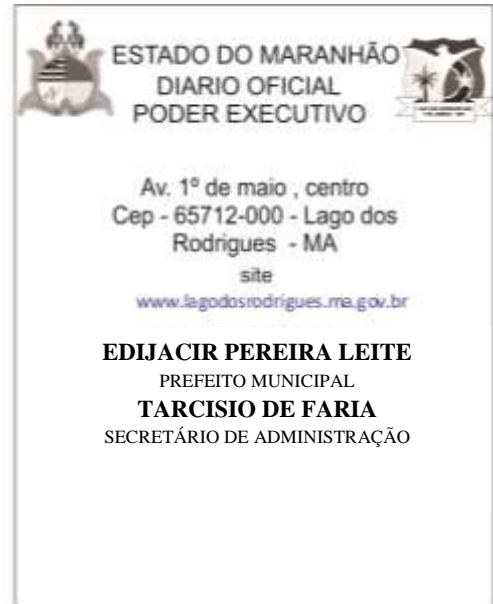 ESTADO DO MARANHÃO
DIARIO OFICIAL
PODER EXECUTIVO
Av. 1º de maio , centro
Cep - 65712-000 - Lago dos
Rodrigues - MA
site
www.lagodosrodrigues.ma.gov.br
EDIJACIR PEREIRA LEITE
PREFEITO MUNICIPAL
TARCISIO DE FARIA
SECRETÁRIO DE ADMINISTRAÇÃO